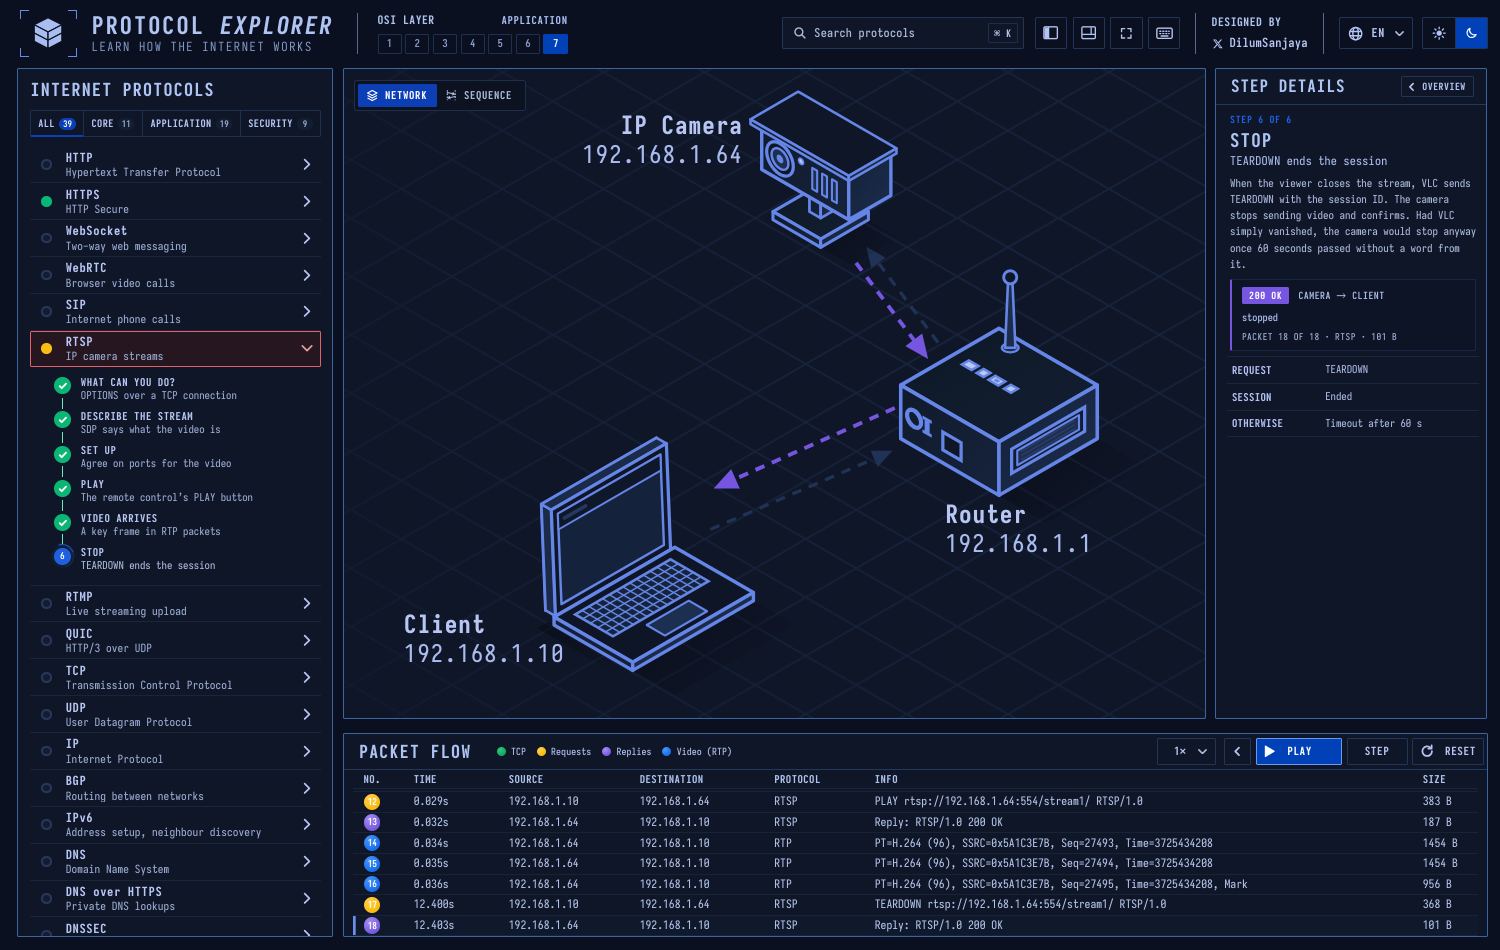 PROTOCOL EXPLORER
LEARN HOW THE INTERNET WORKS
OSI LAYER APPLICATION
1 2 3 4 5 6 7
Search protocols ⌘ K
DESIGNED BY
DilumSanjaya
EN
INTERNET PROTOCOLS
ALL 39 CORE 11 APPLICATION 19 SECURITY 9
HTTP
Hypertext Transfer Protocol
HTTPS
HTTP Secure
WebSocket
Two-way web messaging
WebRTC
Browser video calls
SIP
Internet phone calls
RTSP
IP camera streams
WHAT CAN YOU DO?
OPTIONS over a TCP connection
DESCRIBE THE STREAM
SDP says what the video is
SET UP
Agree on ports for the video
PLAY
The remote control's PLAY button
VIDEO ARRIVES
A key frame in RTP packets
6 STOP
TEARDOWN ends the session
RTMP
Live streaming upload
QUIC
HTTP/3 over UDP
TCP
Transmission Control Protocol
UDP
User Datagram Protocol
IP
Internet Protocol
BGP
Routing between networks
IPv6
Address setup, neighbour discovery
DNS
Domain Name System
DNS over HTTPS
Private DNS lookups
DNSSEC
NETWORK SEQUENCE
IP Camera
192.168.1.64
Router
192.168.1.1
Client
192.168.1.10
STEP DETAILS OVERVIEW
STEP 6 OF 6
STOP
TEARDOWN ends the session
When the viewer closes the stream, VLC sends
TEARDOWN with the session ID. The camera
stops sending video and confirms. Had VLC
simply vanished, the camera would stop anyway
once 60 seconds passed without a word from
it.
200 OK CAMERA → CLIENT
stopped
PACKET 18 OF 18 · RTSP · 101 B
REQUEST TEARDOWN
SESSION Ended
OTHERWISE Timeout after 60 s
PACKET FLOW TCP Requests Replies Video (RTP) 1× PLAY STEP RESET
NO. TIME SOURCE DESTINATION PROTOCOL INFO SIZE
12 0.029s 192.168.1.10 192.168.1.64 RTSP PLAY rtsp://192.168.1.64:554/stream1/ RTSP/1.0 383 B
13 0.032s 192.168.1.64 192.168.1.10 RTSP Reply: RTSP/1.0 200 OK 187 B
14 0.034s 192.168.1.64 192.168.1.10 RTP PT=H.264 (96), SSRC=0x5A1C3E7B, Seq=27493, Time=3725434208 1454 B
15 0.035s 192.168.1.64 192.168.1.10 RTP PT=H.264 (96), SSRC=0x5A1C3E7B, Seq=27494, Time=3725434208 1454 B
16 0.036s 192.168.1.64 192.168.1.10 RTP PT=H.264 (96), SSRC=0x5A1C3E7B, Seq=27495, Time=3725434208, Mark 956 B
17 12.400s 192.168.1.10 192.168.1.64 RTSP TEARDOWN rtsp://192.168.1.64:554/stream1/ RTSP/1.0 368 B
18 12.403s 192.168.1.64 192.168.1.10 RTSP Reply: RTSP/1.0 200 OK 101 B